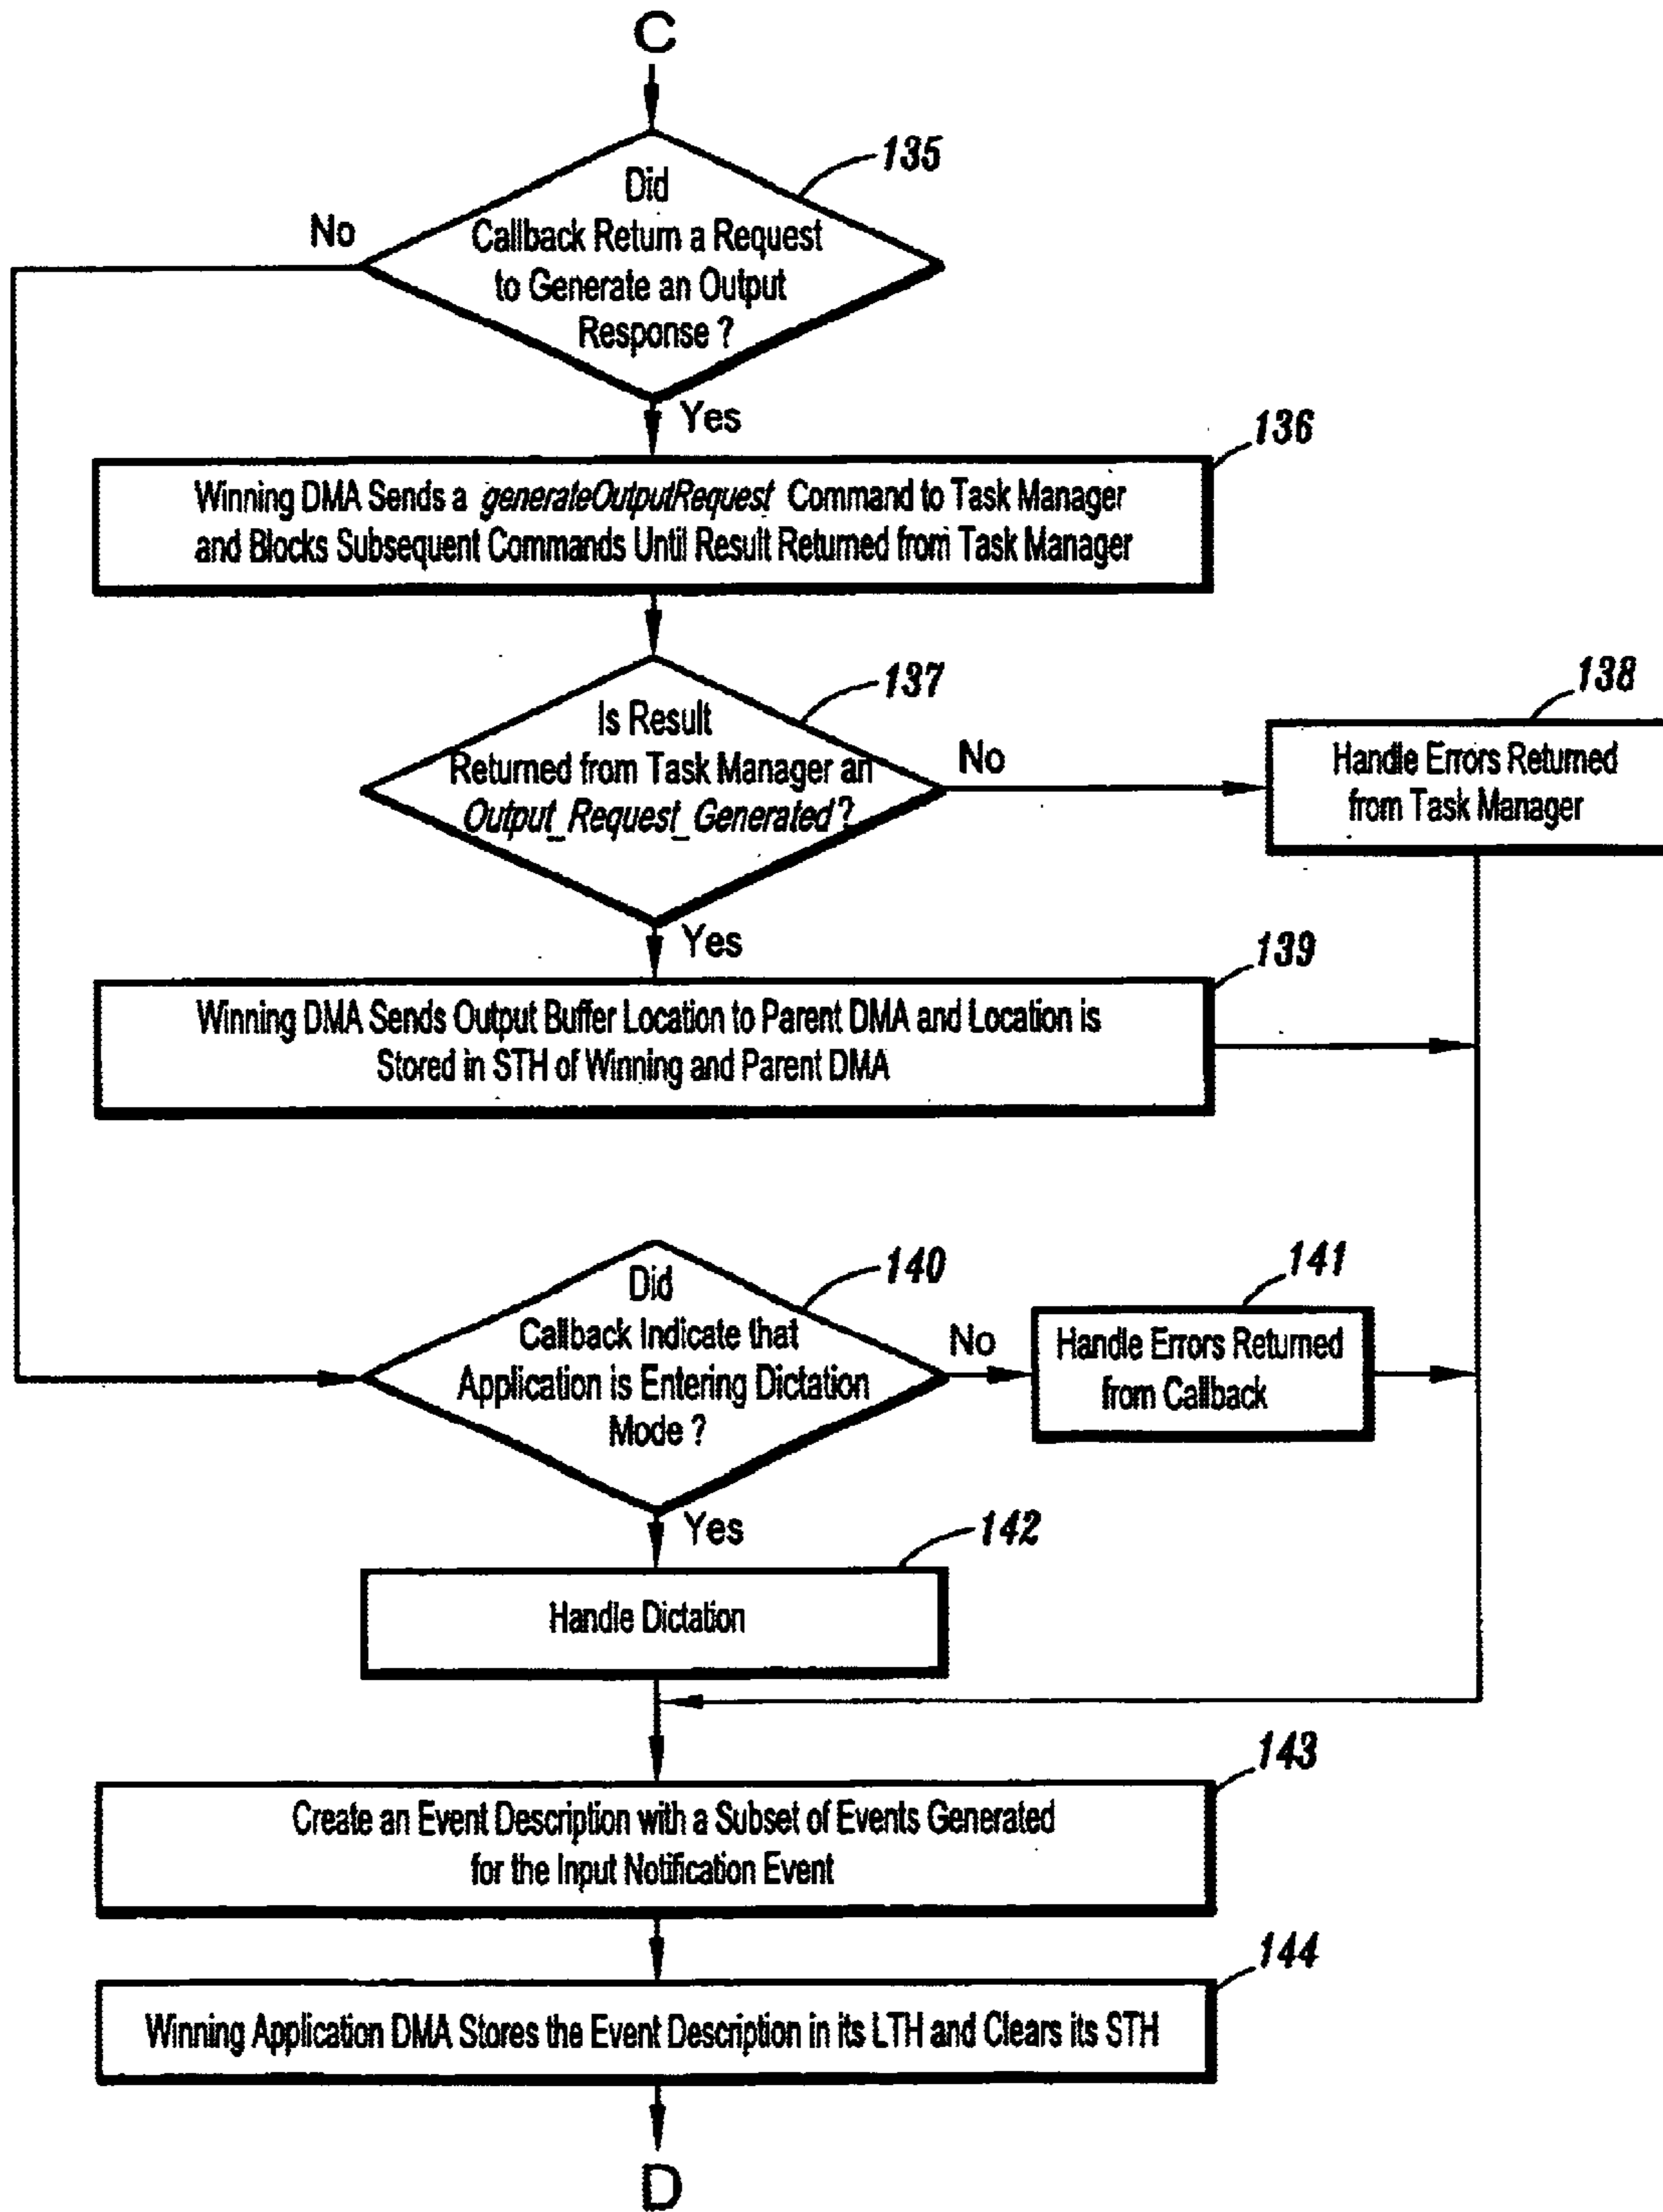 C
135
Did
Callback Return a Request
to Generate an Output
Response ?
No
Yes
136
Winning DMA Sends a generateOutputRequest Command to Task Manager
and Blocks Subsequent Commands Until Result Returned from Task Manager
137
Is Result
Returned from Task Manager an
Output_Request_Generated ?
No
138
Handle Errors Returned
from Task Manager
Yes
139
Winning DMA Sends Output Buffer Location to Parent DMA and Location is
Stored in STH of Winning and Parent DMA
140
Did
Callback Indicate that
Application is Entering Dictation
Mode ?
No
141
Handle Errors Returned
from Callback
Yes
142
Handle Dictation
143
Create an Event Description with a Subset of Events Generated
for the Input Notification Event
144
Winning Application DMA Stores the Event Description in its LTH and Clears its STH
D